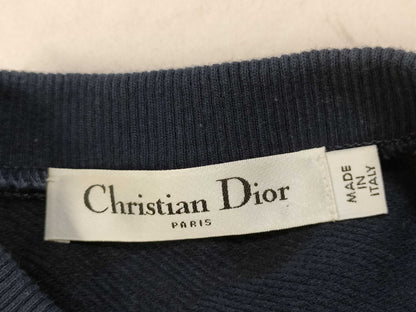 Christian Dior
PARIS
MADE
IN
ITALY